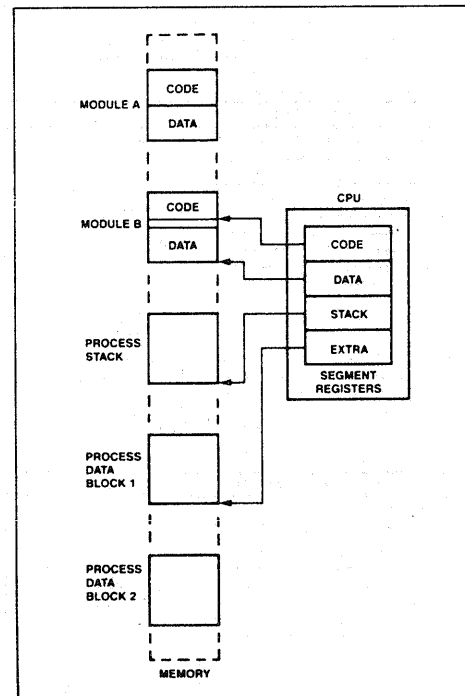 MODULE A
CODE
DATA
MODULE B
CODE
DATA
CPU
CODE
DATA
STACK
EXTRA
SEGMENT
REGISTERS
PROCESS
STACK
PROCESS
DATA
BLOCK 1
PROCESS
DATA
BLOCK 2
MEMORY